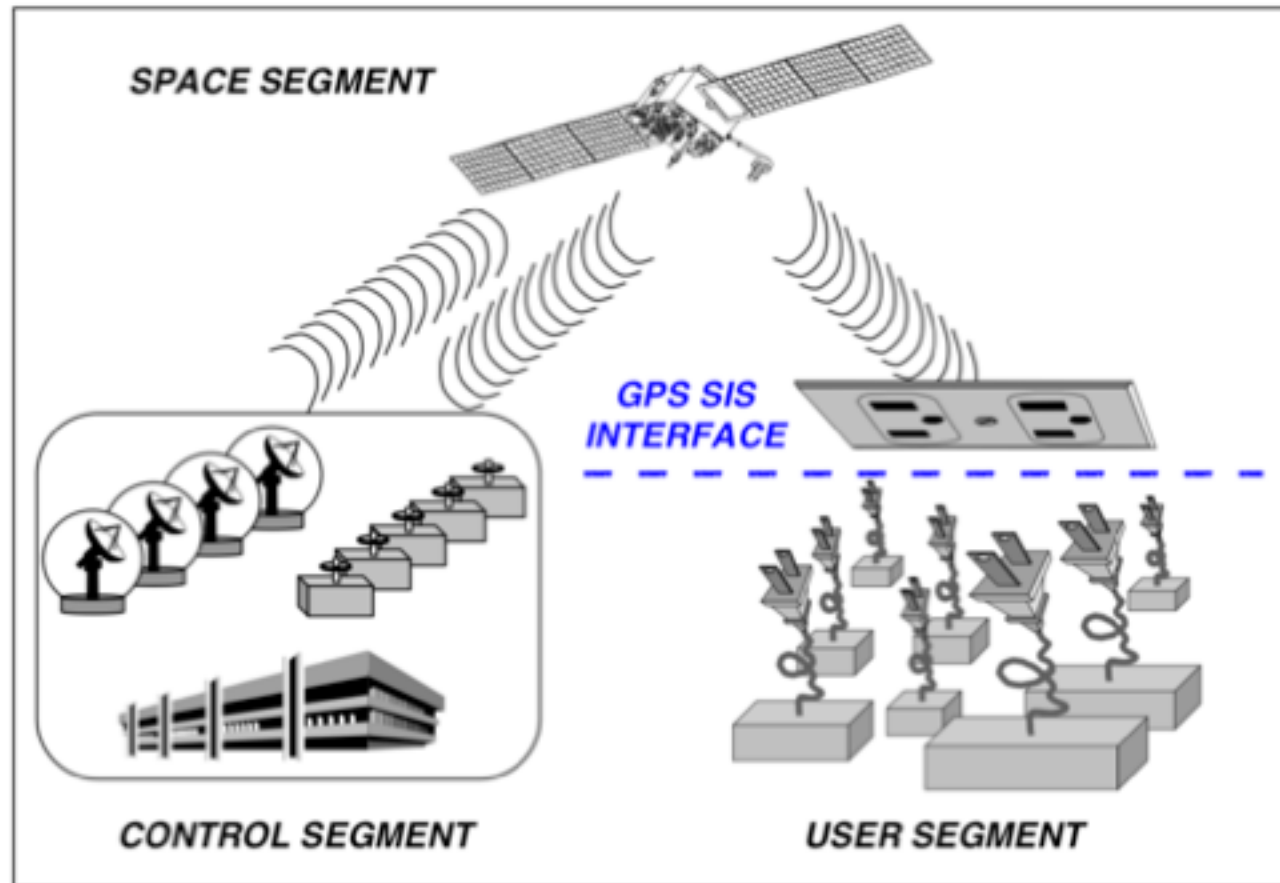 SPACE SEGMENT
GPS SIS
INTERFACE
CONTROL SEGMENT
USER SEGMENT